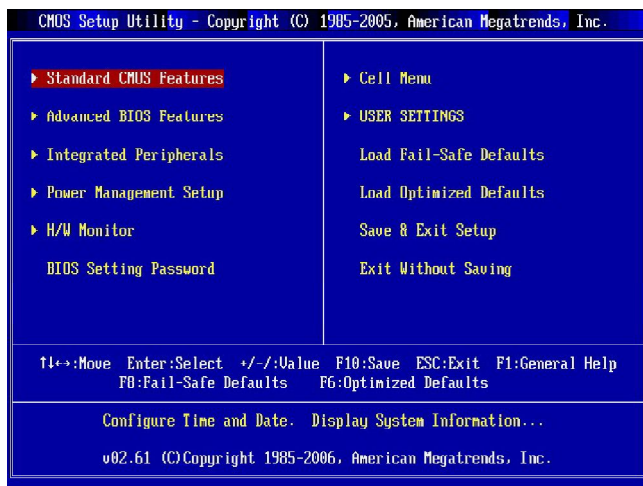 CMOS Setup Utility - Copyright (C) 1985-2005, American Megatrends, Inc.
Standard CMOS Features
Advanced BIOS Features
Integrated Peripherals
Power Management Setup
H/W Monitor
BIOS Setting Password
Cell Menu
USER SETTINGS
Load Fail-Safe Defaults
Load Optimized Defaults
Save & Exit Setup
Exit Without Saving
↑↓←→:Move Enter:Select +/-/:Value F10:Save ESC:Exit F1:General Help
F8:Fail-Safe Defaults F6:Optimized Defaults
Configure Time and Date. Display System Information...
v02.61 (C)Copyright 1985-2006, American Megatrends, Inc.